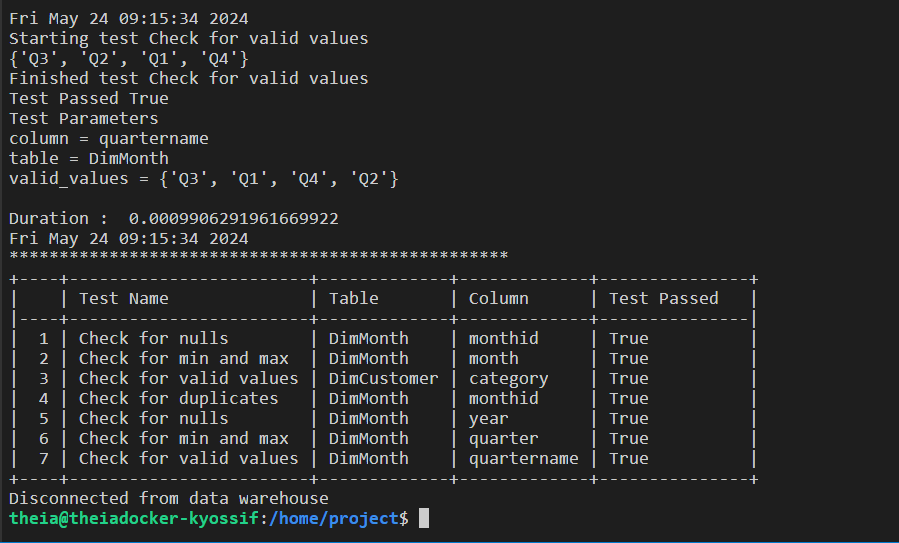 Fri May 24 09:15:34 2024
Starting test Check for valid values
{'Q3', 'Q2', 'Q1', 'Q4'}
Finished test Check for valid values
Test Passed True
Test Parameters
column = quartername
table = DimMonth
valid_values = {'Q3', 'Q1', 'Q4', 'Q2'}

Duration :  0.0009906291961669922
Fri May 24 09:15:34 2024
**************************************************
+----+------------------------+-------------+-------------+---------------+
|    | Test Name              | Table       | Column      | Test Passed   |
|----+------------------------+-------------+-------------+---------------|
|  1 | Check for nulls        | DimMonth    | monthid     | True          |
|  2 | Check for min and max  | DimMonth    | month       | True          |
|  3 | Check for valid values | DimCustomer | category    | True          |
|  4 | Check for duplicates   | DimMonth    | monthid     | True          |
|  5 | Check for nulls        | DimMonth    | year        | True          |
|  6 | Check for min and max  | DimMonth    | quarter     | True          |
|  7 | Check for valid values | DimMonth    | quartername | True          |
+----+------------------------+-------------+-------------+---------------+
Disconnected from data warehouse
theia@theiadocker-kyossif:/home/project$